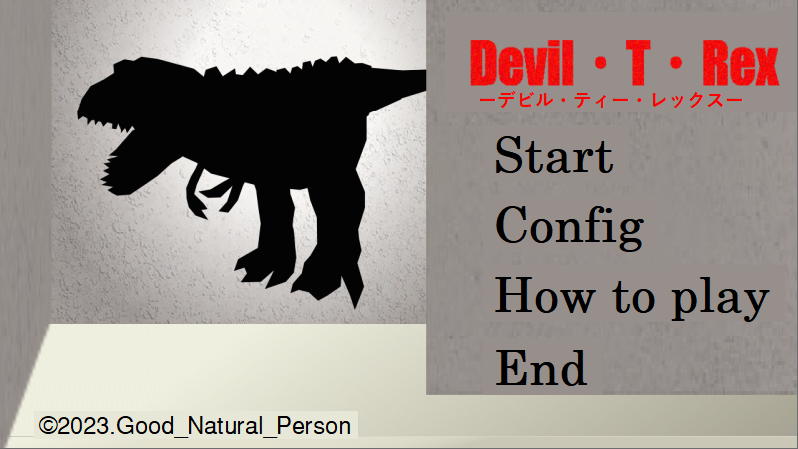 Devil・T・Rex
ーデビル・ティー・レックスー
Start
Config
How to play
End
©2023.Good_Natural_Person